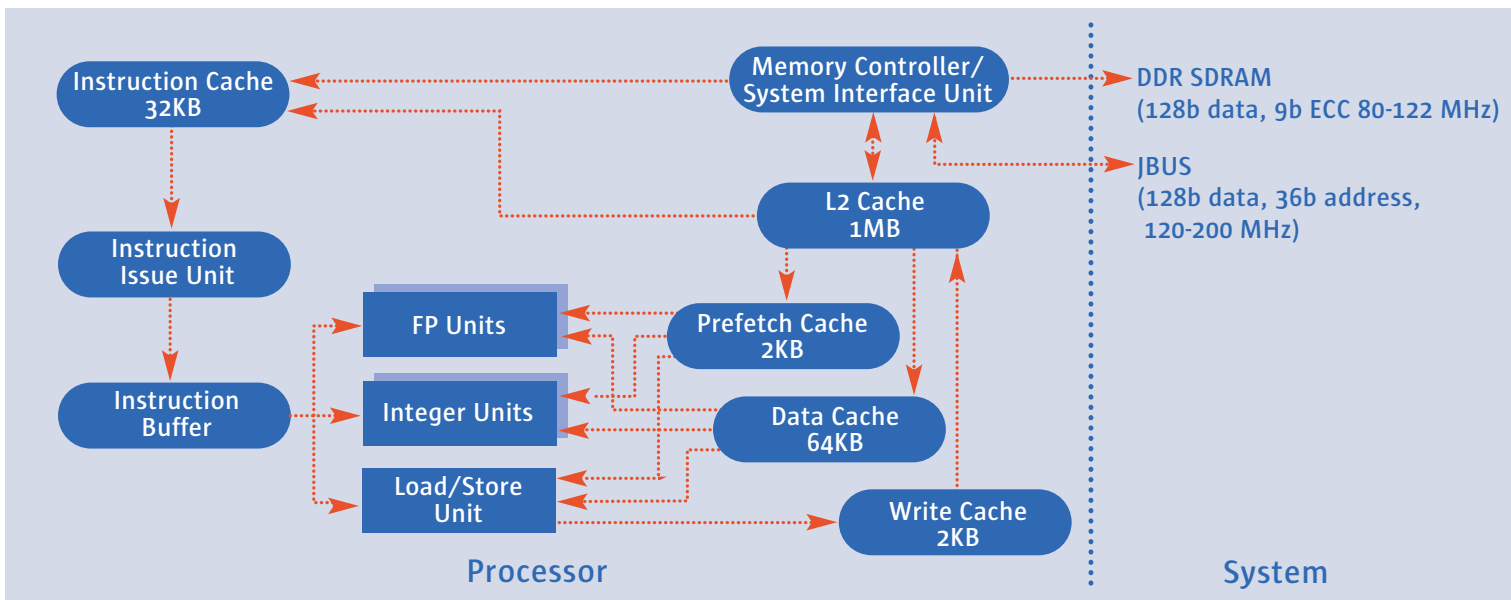 Instruction Cache
32KB
Memory Controller/
System Interface Unit
DDR SDRAM
(128b data, 9b ECC 80-122 MHz)
JBUS
(128b data, 36b address,
120-200 MHz)
L2 Cache
1MB
Instruction
Issue Unit
FP Units
Prefetch Cache
2KB
Instruction
Buffer
Integer Units
Data Cache
64KB
Load/Store
Unit
Write Cache
2KB
Processor
System